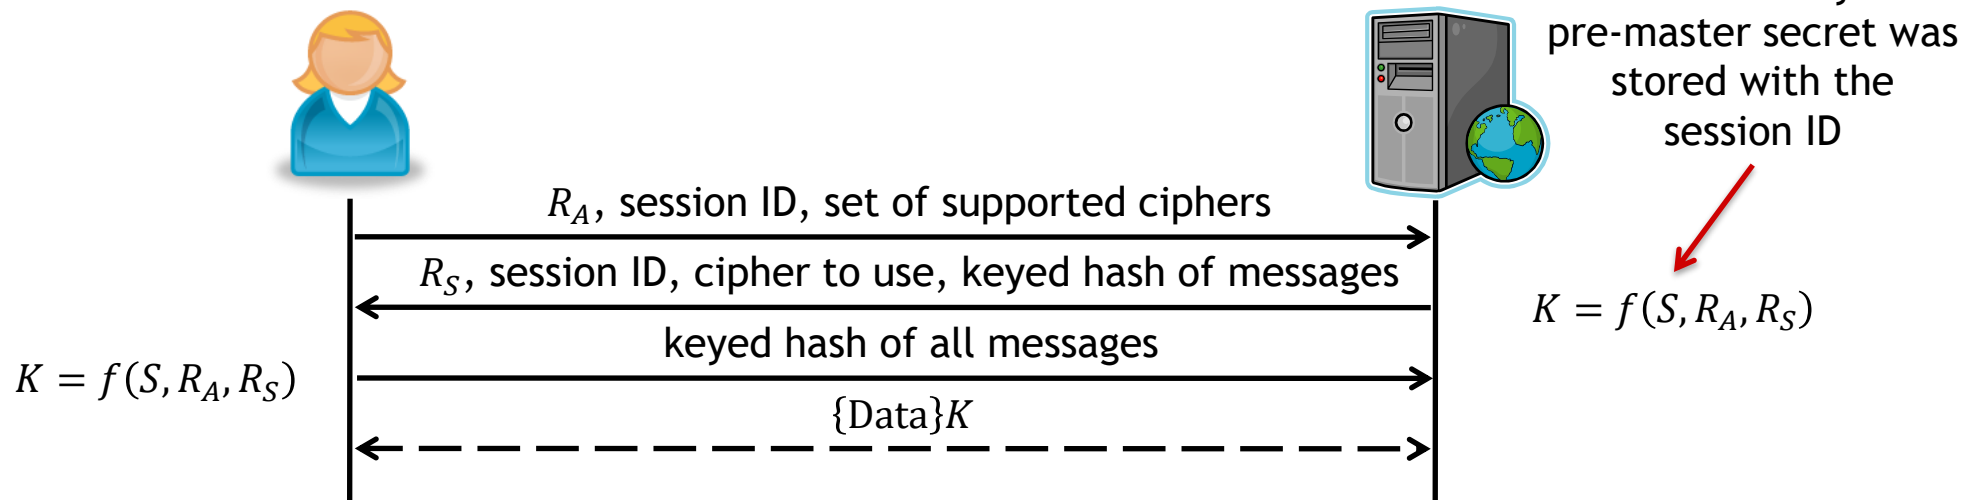 pre-master secret was
stored with the
session ID
R_A, session ID, set of supported ciphers
R_S, session ID, cipher to use, keyed hash of messages
K = f(S, R_A, R_S)
keyed hash of all messages
K = f(S, R_A, R_S)
{Data}K